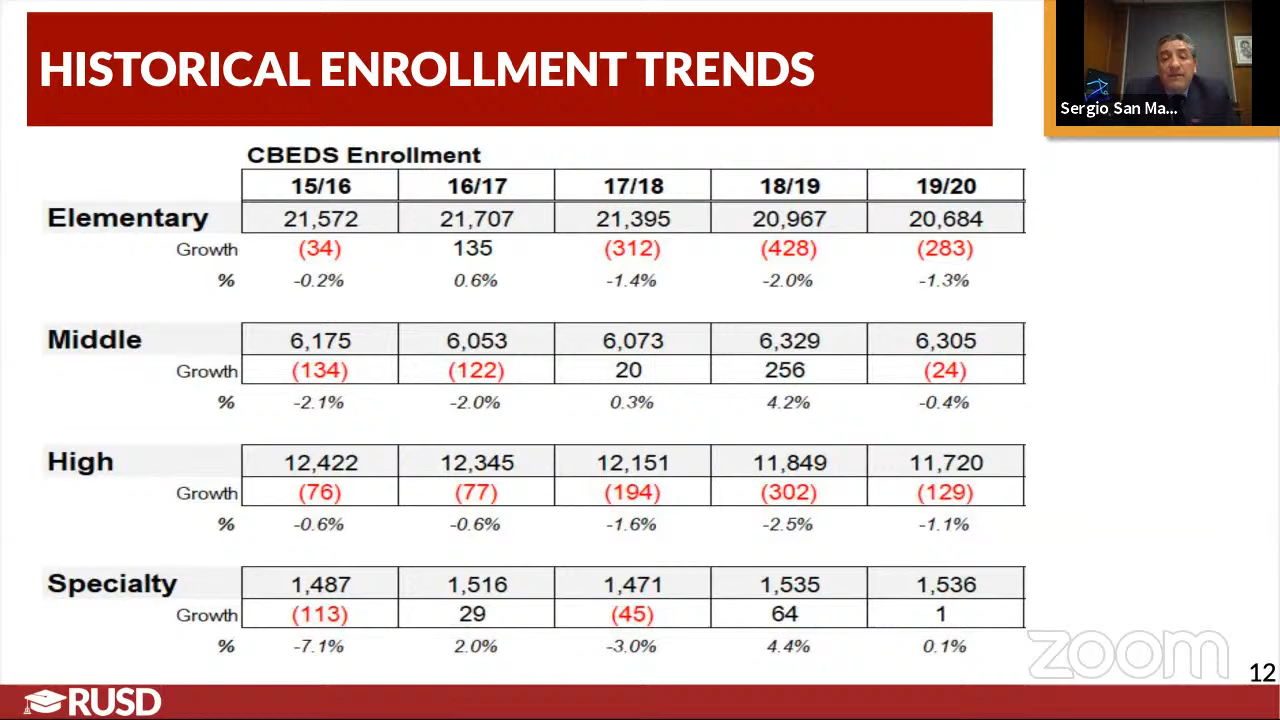 HISTORICAL ENROLLMENT TRENDS
Sergio San Ma...
CBEDS Enrollment
15/16 16/17 17/18 18/19 19/20
Elementary 21,572 21,707 21,395 20,967 20,684
Growth (34) 135 (312) (428) (283)
% -0.2% 0.6% -1.4% -2.0% -1.3%
Middle 6,175 6,053 6,073 6,329 6,305
Growth (134) (122) 20 256 (24)
% -2.1% -2.0% 0.3% 4.2% -0.4%
High 12,422 12,345 12,151 11,849 11,720
Growth (76) (77) (194) (302) (129)
% -0.6% -0.6% -1.6% -2.5% -1.1%
Specialty 1,487 1,516 1,471 1,535 1,536
Growth (113) 29 (45) 64 1
% -7.1% 2.0% -3.0% 4.4% 0.1%
zoom
12
RUSD